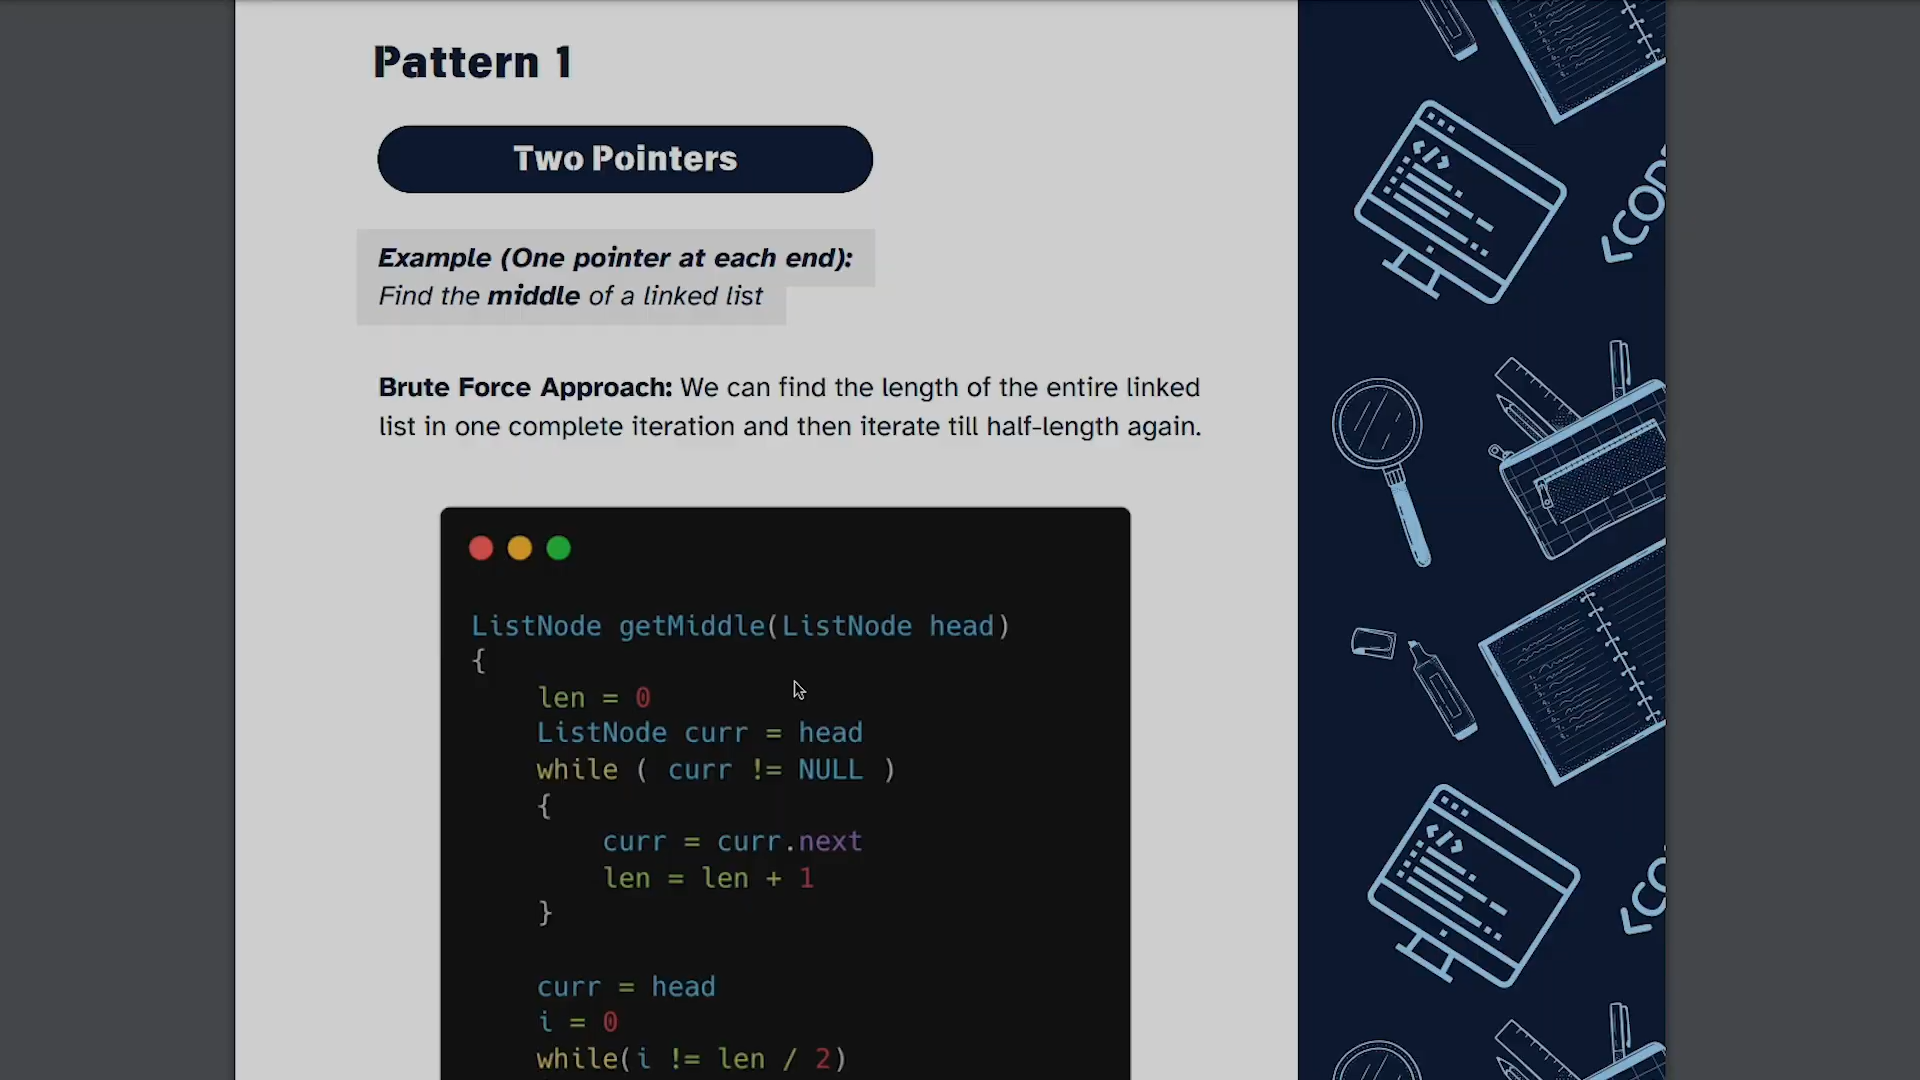 Pattern 1
Two Pointers
Example (One pointer at each end):
Find the middle of a linked list
Brute Force Approach: We can find the length of the entire linked
list in one complete iteration and then iterate till half-length again.
ListNode getMiddle(ListNode head)
{
len = 0
ListNode curr = head
while ( curr != NULL )
{
curr = curr.next
len = len + 1
}
curr = head
i = 0
while(i != len / 2)